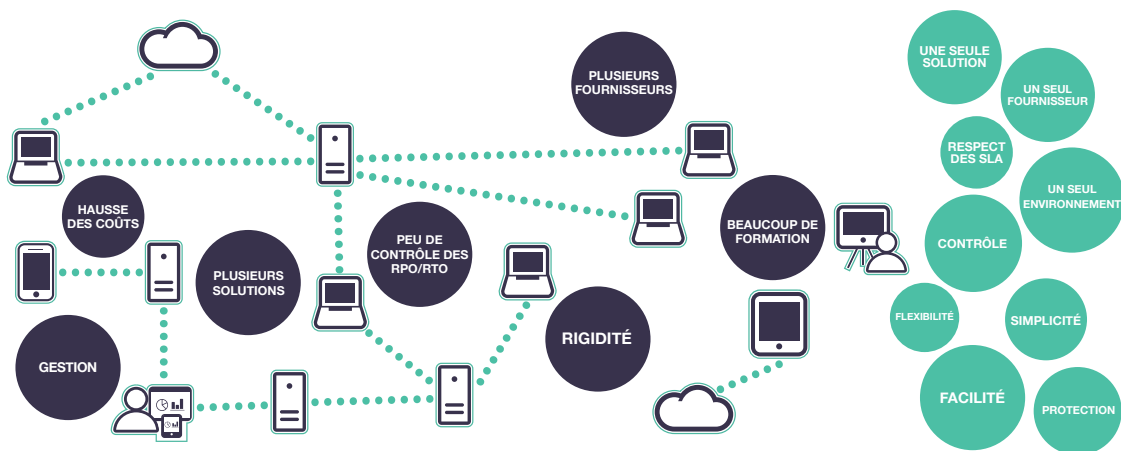 PLUSIEURS
FOURNISSEURS
HAUSSE
DES COÛTS
PLUSIEURS
SOLUTIONS
PEU DE
CONTRÔLE DES
RPO/RTO
BEAUCOUP DE
FORMATION
GESTION
RIGIDITÉ
UNE SEULE
SOLUTION
UN SEUL
FOURNISSEUR
RESPECT
DES SLA
UN SEUL
ENVIRONNEMENT
CONTRÔLE
FLEXIBILITÉ
SIMPLICITÉ
FACILITÉ
PROTECTION